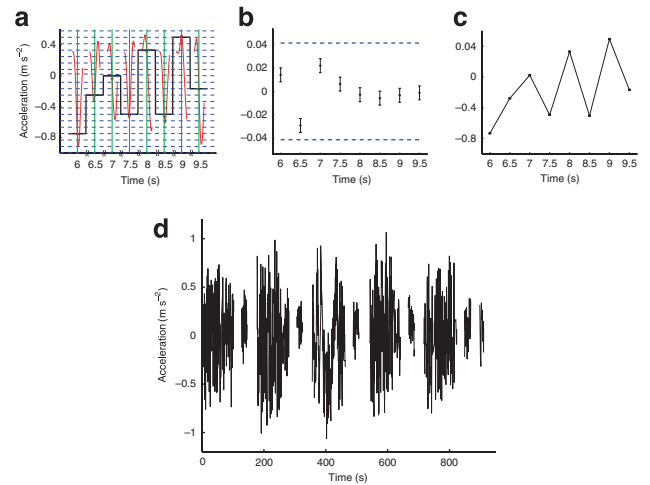 a
b
c
Acceleration (m s⁻²)
0.4
0
−0.4
−0.8
6 6.5 7 7.5 8 8.5 9 9.5
Time (s)
0.04
0.02
0
−0.02
−0.04
6 6.5 7 7.5 8 8.5 9 9.5
Time (s)
0.04
0
−0.4
−0.8
6 6.5 7 7.5 8 8.5 9 9.5
Time (s)
d
Acceleration (m s⁻²)
1
0.5
0
−0.5
−1
0 200 400 600 800
Time (s)